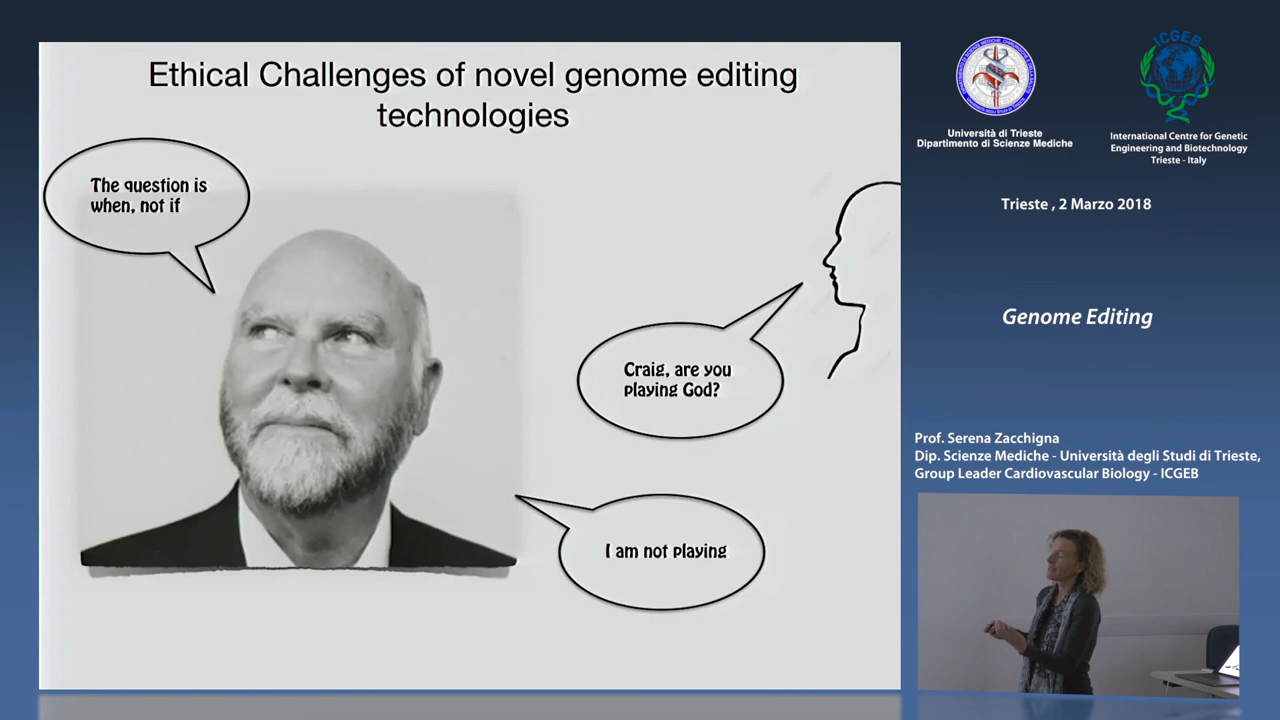 Ethical Challenges of novel genome editing
technologies
The question is
when, not if
Craig, are you
playing God?
I am not playing
Università di Trieste
Dipartimento di Scienze Mediche
ICGEB
International Centre for Genetic
Engineering and Biotechnology
Trieste - Italy
Trieste , 2 Marzo 2018
Genome Editing
Prof. Serena Zacchigna
Dip. Scienze Mediche - Università degli Studi di Trieste,
Group Leader Cardiovascular Biology - ICGEB